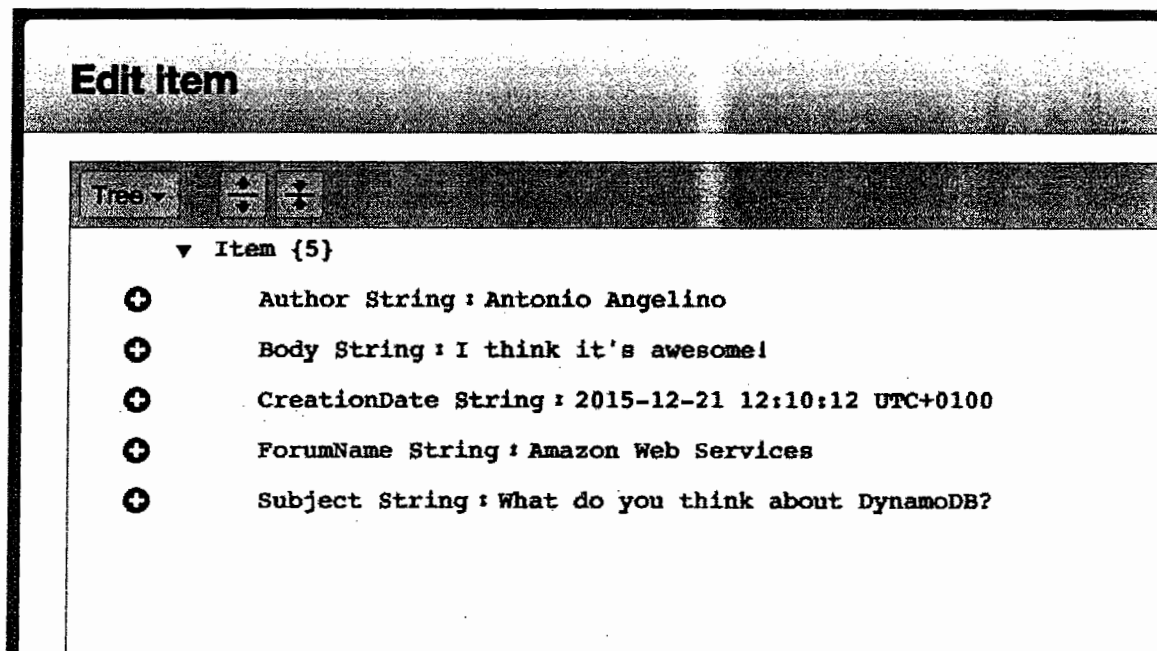 Edit item
Tree
Item {5}
Author String : Antonio Angelino
Body String : I think it's awesome!
CreationDate String : 2015-12-21 12:10:12 UTC+0100
ForumName String : Amazon Web Services
Subject String : What do you think about DynamoDB?